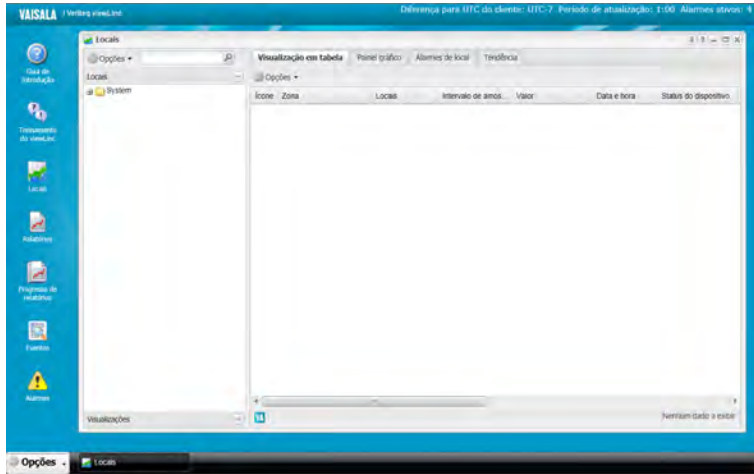 VAISALA / Veriteq viewLinc
Diferença para UTC do cliente: UTC-7 Período de atualização: 1:00 Alarmes ativos: 4
Guia de
Introdução
Treinamento
do viewLinc
Locais
Relatórios
Progresso de
relatórios
Eventos
Alarmes
Locais
Opções
Locais
System
Visualizações
Visualização em tabela Painel gráfico Alarmes de local Tendência
Opções
Ícone Zona Locais Intervalo de amos... Valor Data e hora Status do dispositivo
Nenhum dado a exibir
Opções Locais